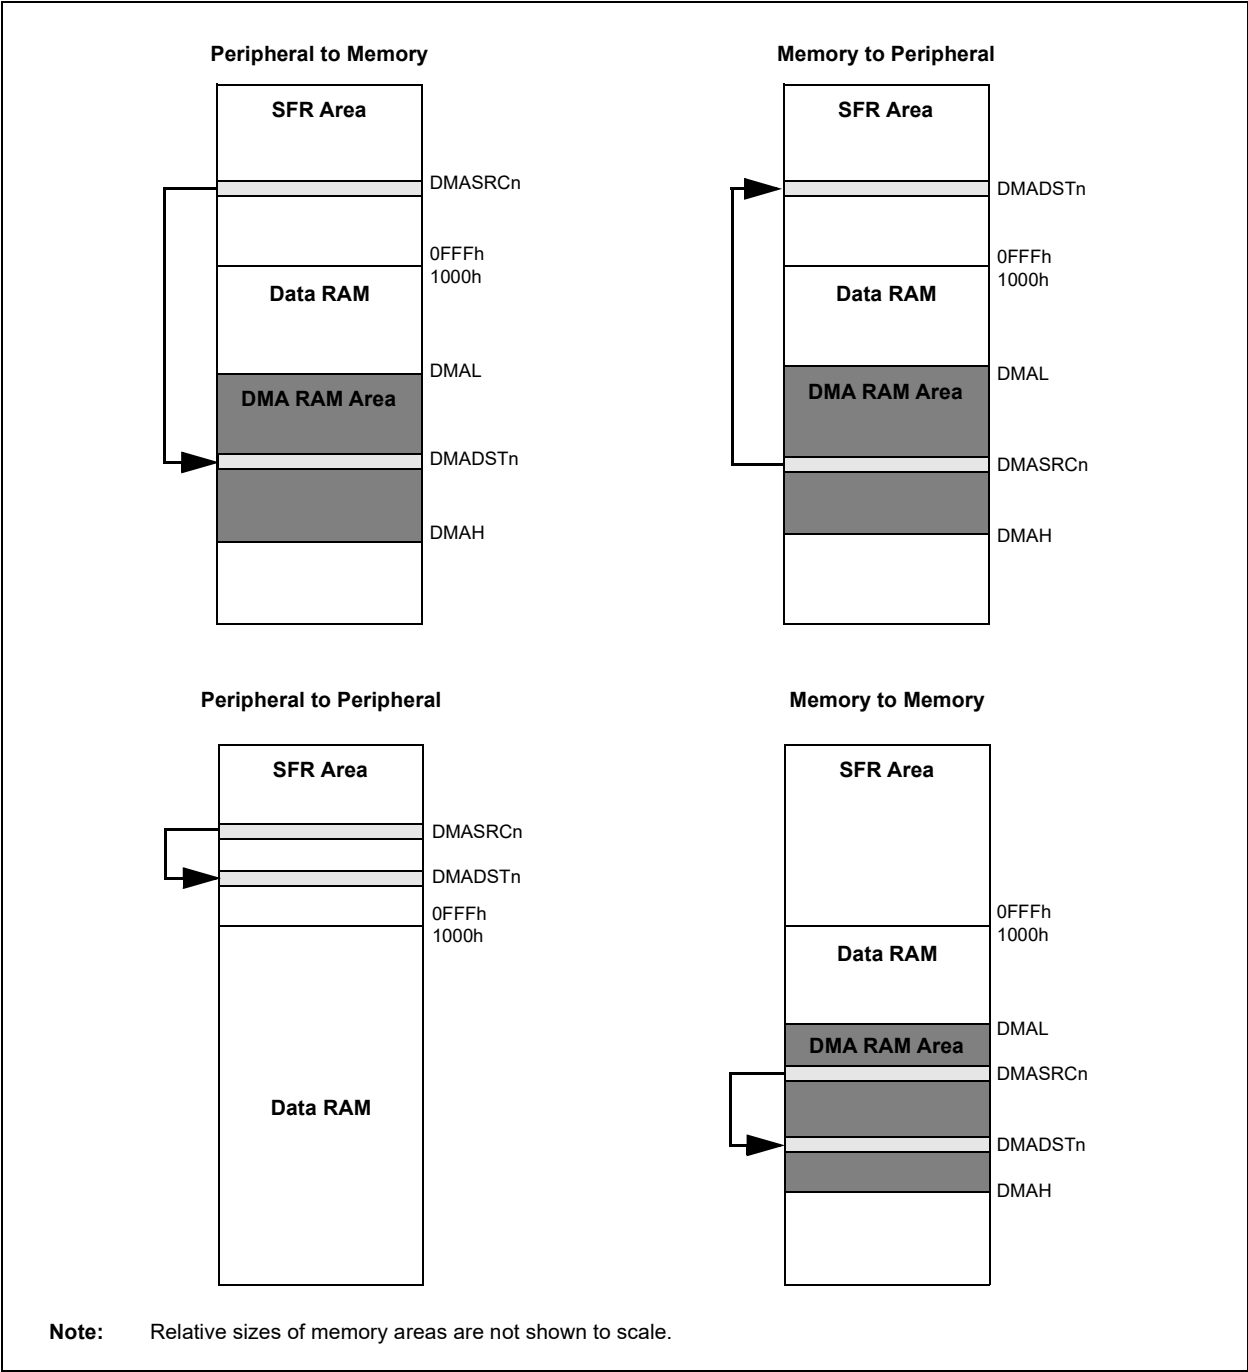 Peripheral to Memory
SFR Area
DMASRCn
0FFFh
1000h
Data RAM
DMAL
DMA RAM Area
DMADSTn
DMAH
Memory to Peripheral
SFR Area
DMADSTn
0FFFh
1000h
Data RAM
DMAL
DMA RAM Area
DMASRCn
DMAH
Peripheral to Peripheral
SFR Area
DMASRCn
DMADSTn
0FFFh
1000h
Data RAM
Memory to Memory
SFR Area
0FFFh
1000h
Data RAM
DMAL
DMA RAM Area
DMASRCn
DMADSTn
DMAH
Note: Relative sizes of memory areas are not shown to scale.